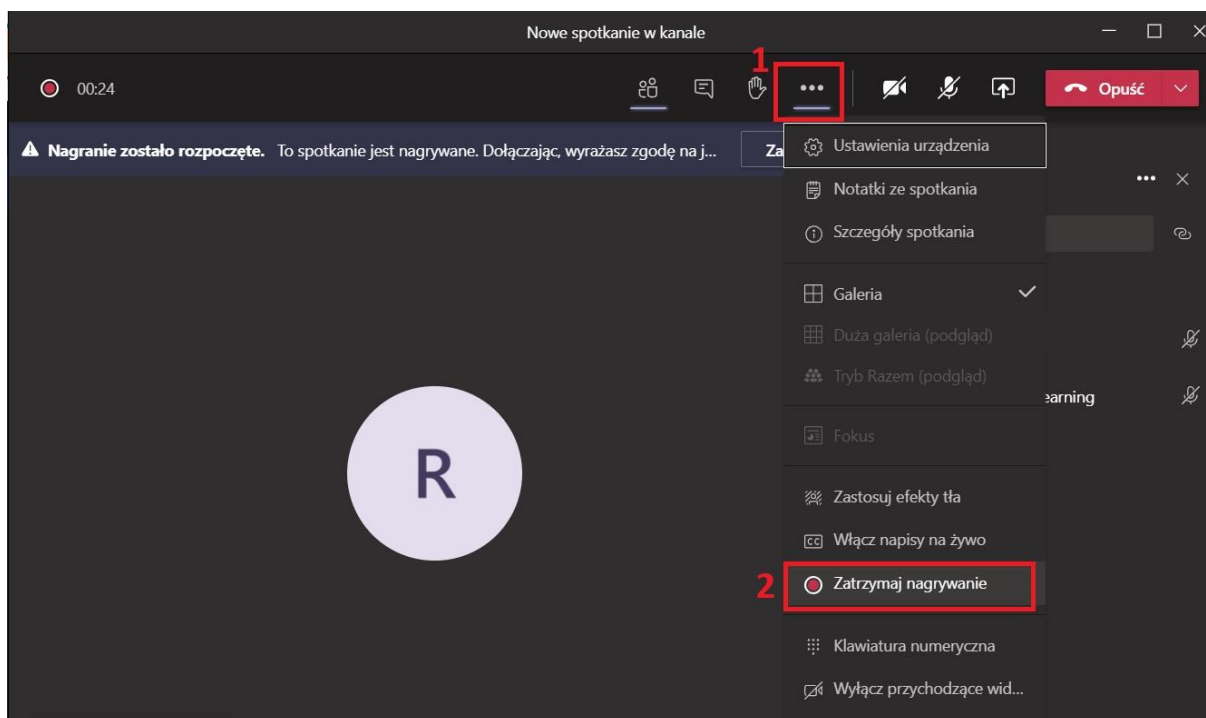 Nowe spotkanie w kanale
1
00:24
Opuść
Nagranie zostało rozpoczęte. To spotkanie jest nagrywane. Dołączając, wyrażasz zgodę na j...
Za
Ustawienia urządzenia
Notatki ze spotkania
Szczegóły spotkania
Galeria
Duża galeria (podgląd)
Tryb Razem (podgląd)
earning
Fokus
R
Zastosuj efekty tła
CC Włącz napisy na żywo
2 Zatrzymaj nagrywanie
Klawiatura numeryczna
Wyłącz przychodzące wid...